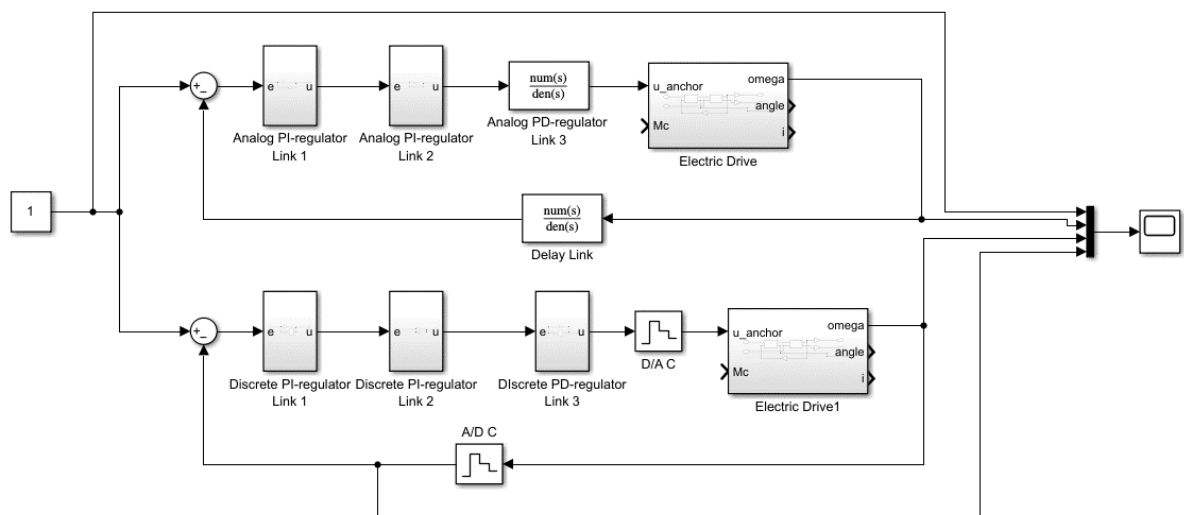 e u
Analog PI-regulator
Link 1
e u
Analog PI-regulator
Link 2
num(s)
den(s)
Analog PD-regulator
Link 3
u_anchor
Mc
omega
angle
i
Electric Drive
1
num(s)
den(s)
Delay Link
e u
Discrete PI-regulator
Link 1
e u
Discrete PI-regulator
Link 2
e u
DIscrete PD-regulator
Link 3
D/A C
u_anchor
Mc
omega
angle
i
Electric Drive1
A/D C